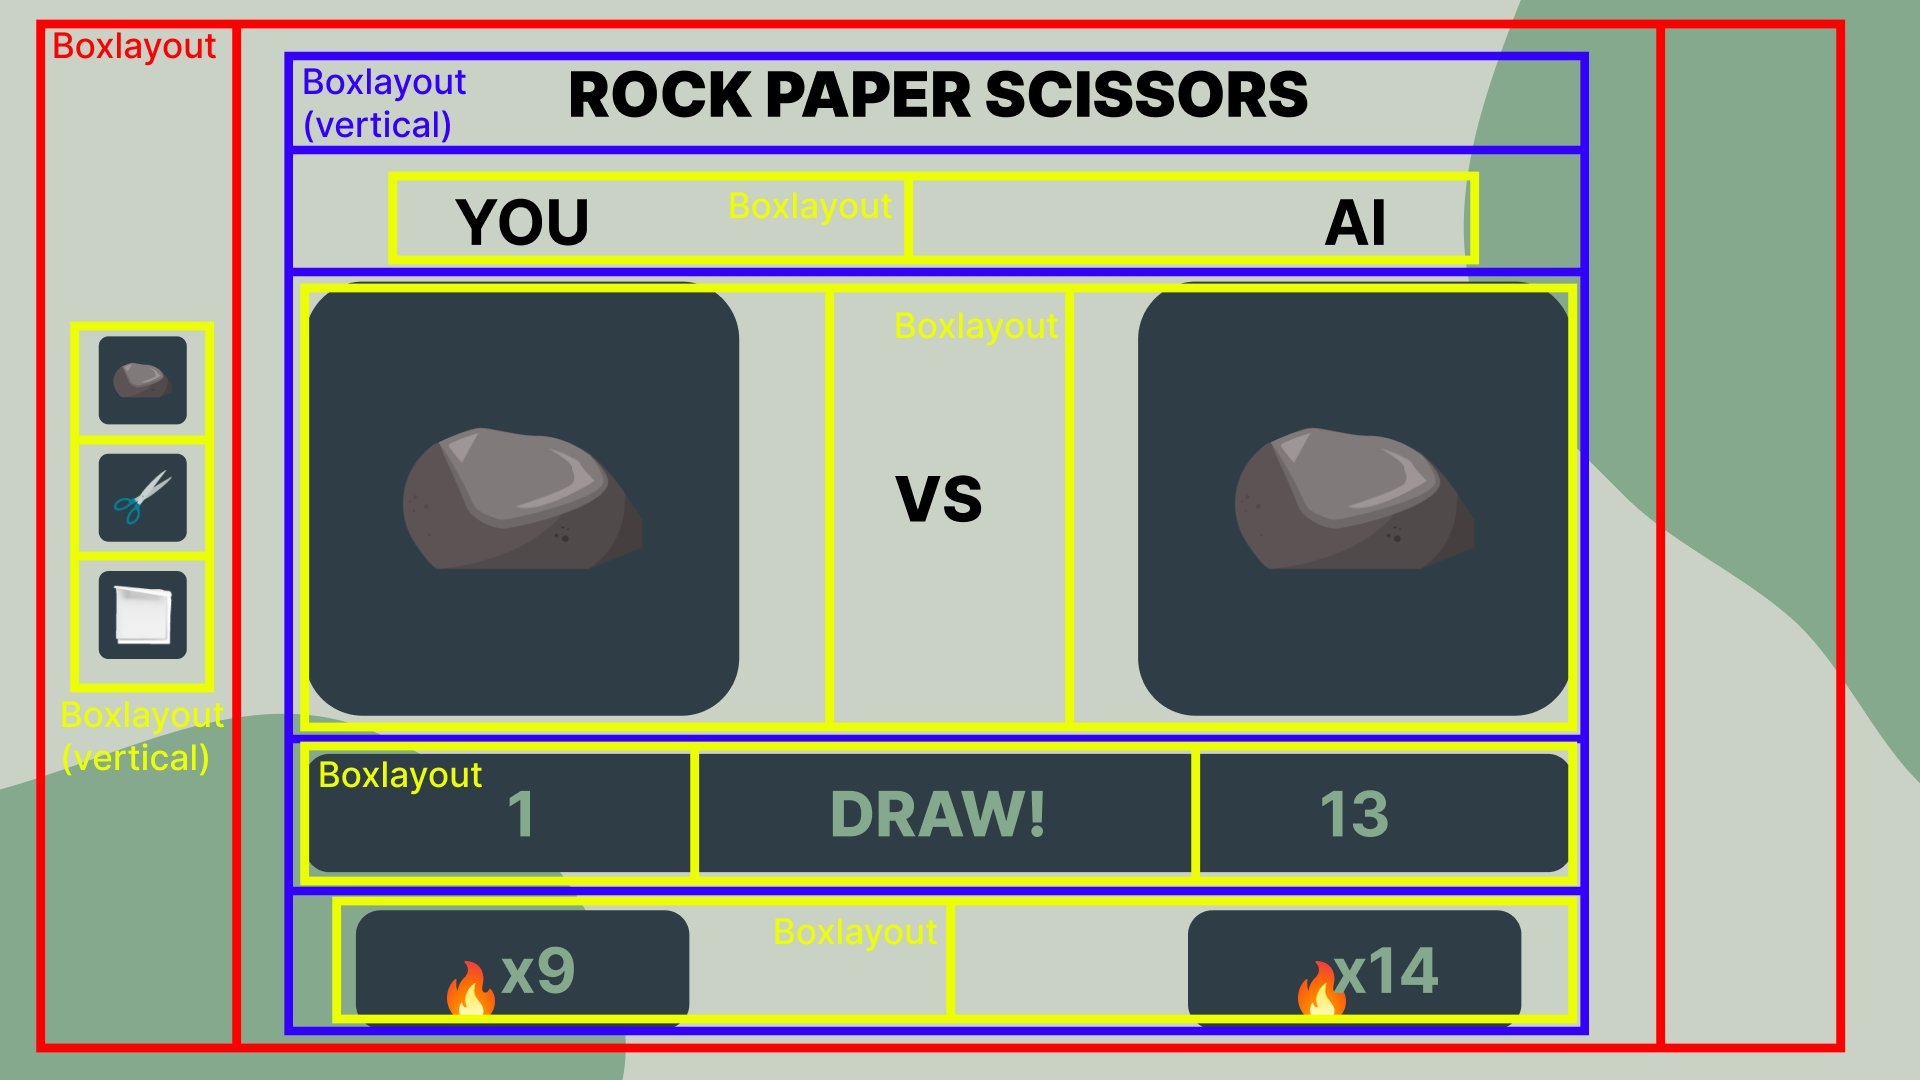 Boxlayout
Boxlayout
(vertical)
ROCK PAPER SCISSORS
YOU
Boxlayout
AI
Boxlayout
VS
Boxlayout
(vertical)
Boxlayout
1
DRAW!
13
Boxlayout
x9
x14